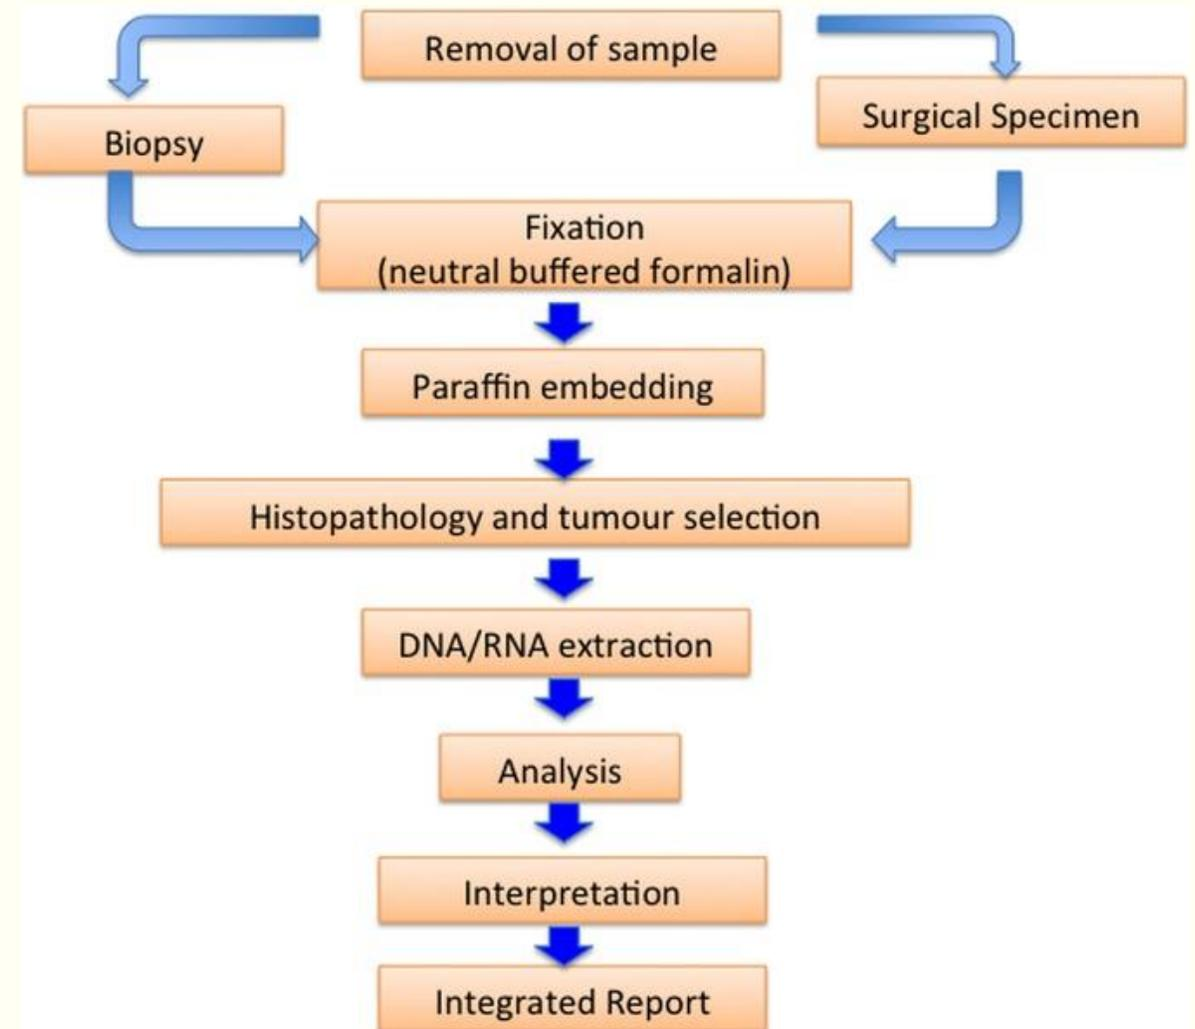 Removal of sample
Surgical Specimen
Biopsy
Fixation
(neutral buffered formalin)
Paraffin embedding
Histopathology and tumour selection
DNA/RNA extraction
Analysis
Interpretation
Integrated Report